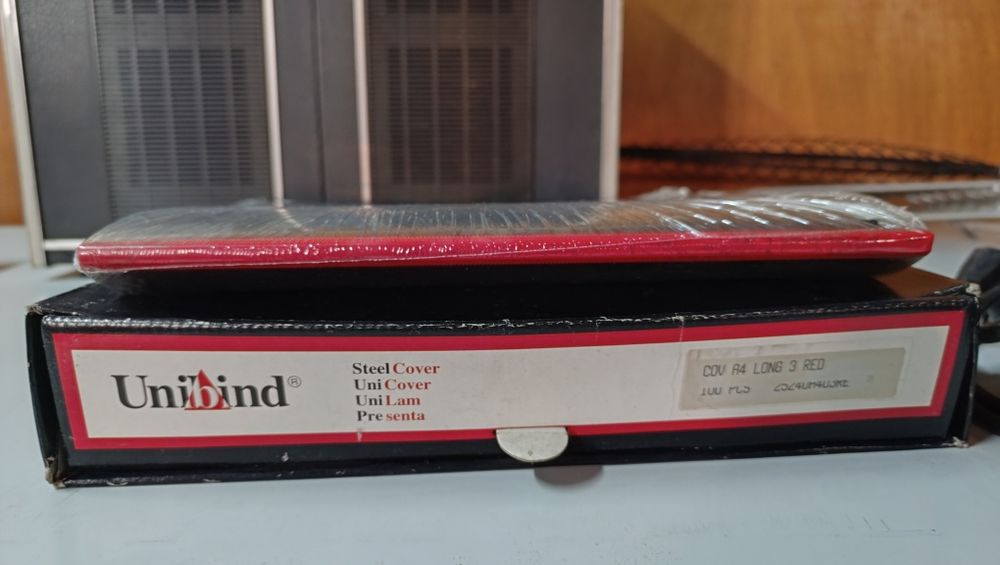 Unibind®
Steel Cover
Uni Cover
Uni Lam
Pre senta
COV A4 LONG 3 RED
100 PCS